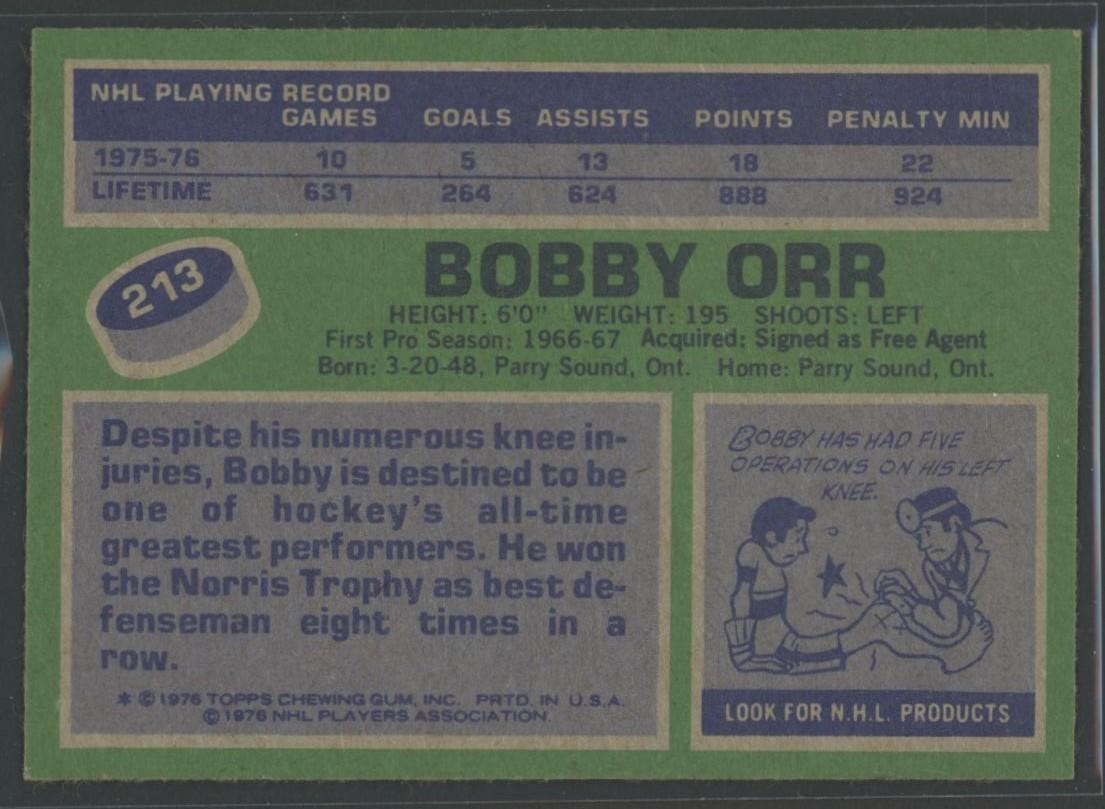 NHL PLAYING RECORD
GAMES GOALS ASSISTS POINTS PENALTY MIN
1975-76 10 5 13 18 22
LIFETIME 631 264 624 888 924
213
BOBBY ORR
HEIGHT: 6'0" WEIGHT: 195 SHOOTS: LEFT
First Pro Season: 1966-67 Acquired: Signed as Free Agent
Born: 3-20-48, Parry Sound, Ont. Home: Parry Sound, Ont.
Despite his numerous knee in-
juries, Bobby is destined to be
one of hockey's all-time
greatest performers. He won
the Norris Trophy as best de-
fenseman eight times in a
row.
* © 1976 TOPPS CHEWING GUM, INC. PRTD. IN U.S.A.
© 1976 NHL PLAYERS ASSOCIATION.
BOBBY HAS HAD FIVE
OPERATIONS ON HIS LEFT
KNEE.
LOOK FOR N.H.L. PRODUCTS